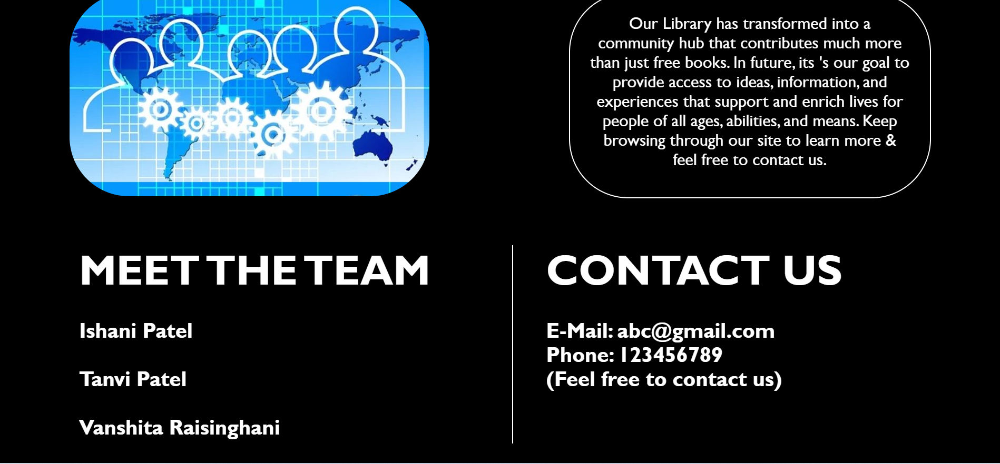 Our Library has transformed into a
community hub that contributes much more
than just free books. In future, its 's our goal to
provide access to ideas, information, and
experiences that support and enrich lives for
people of all ages, abilities, and means. Keep
browsing through our site to learn more &
feel free to contact us.
MEET THE TEAM
Ishani Patel
Tanvi Patel
Vanshita Raisinghani
CONTACT US
E-Mail: abc@gmail.com
Phone: 123456789
(Feel free to contact us)